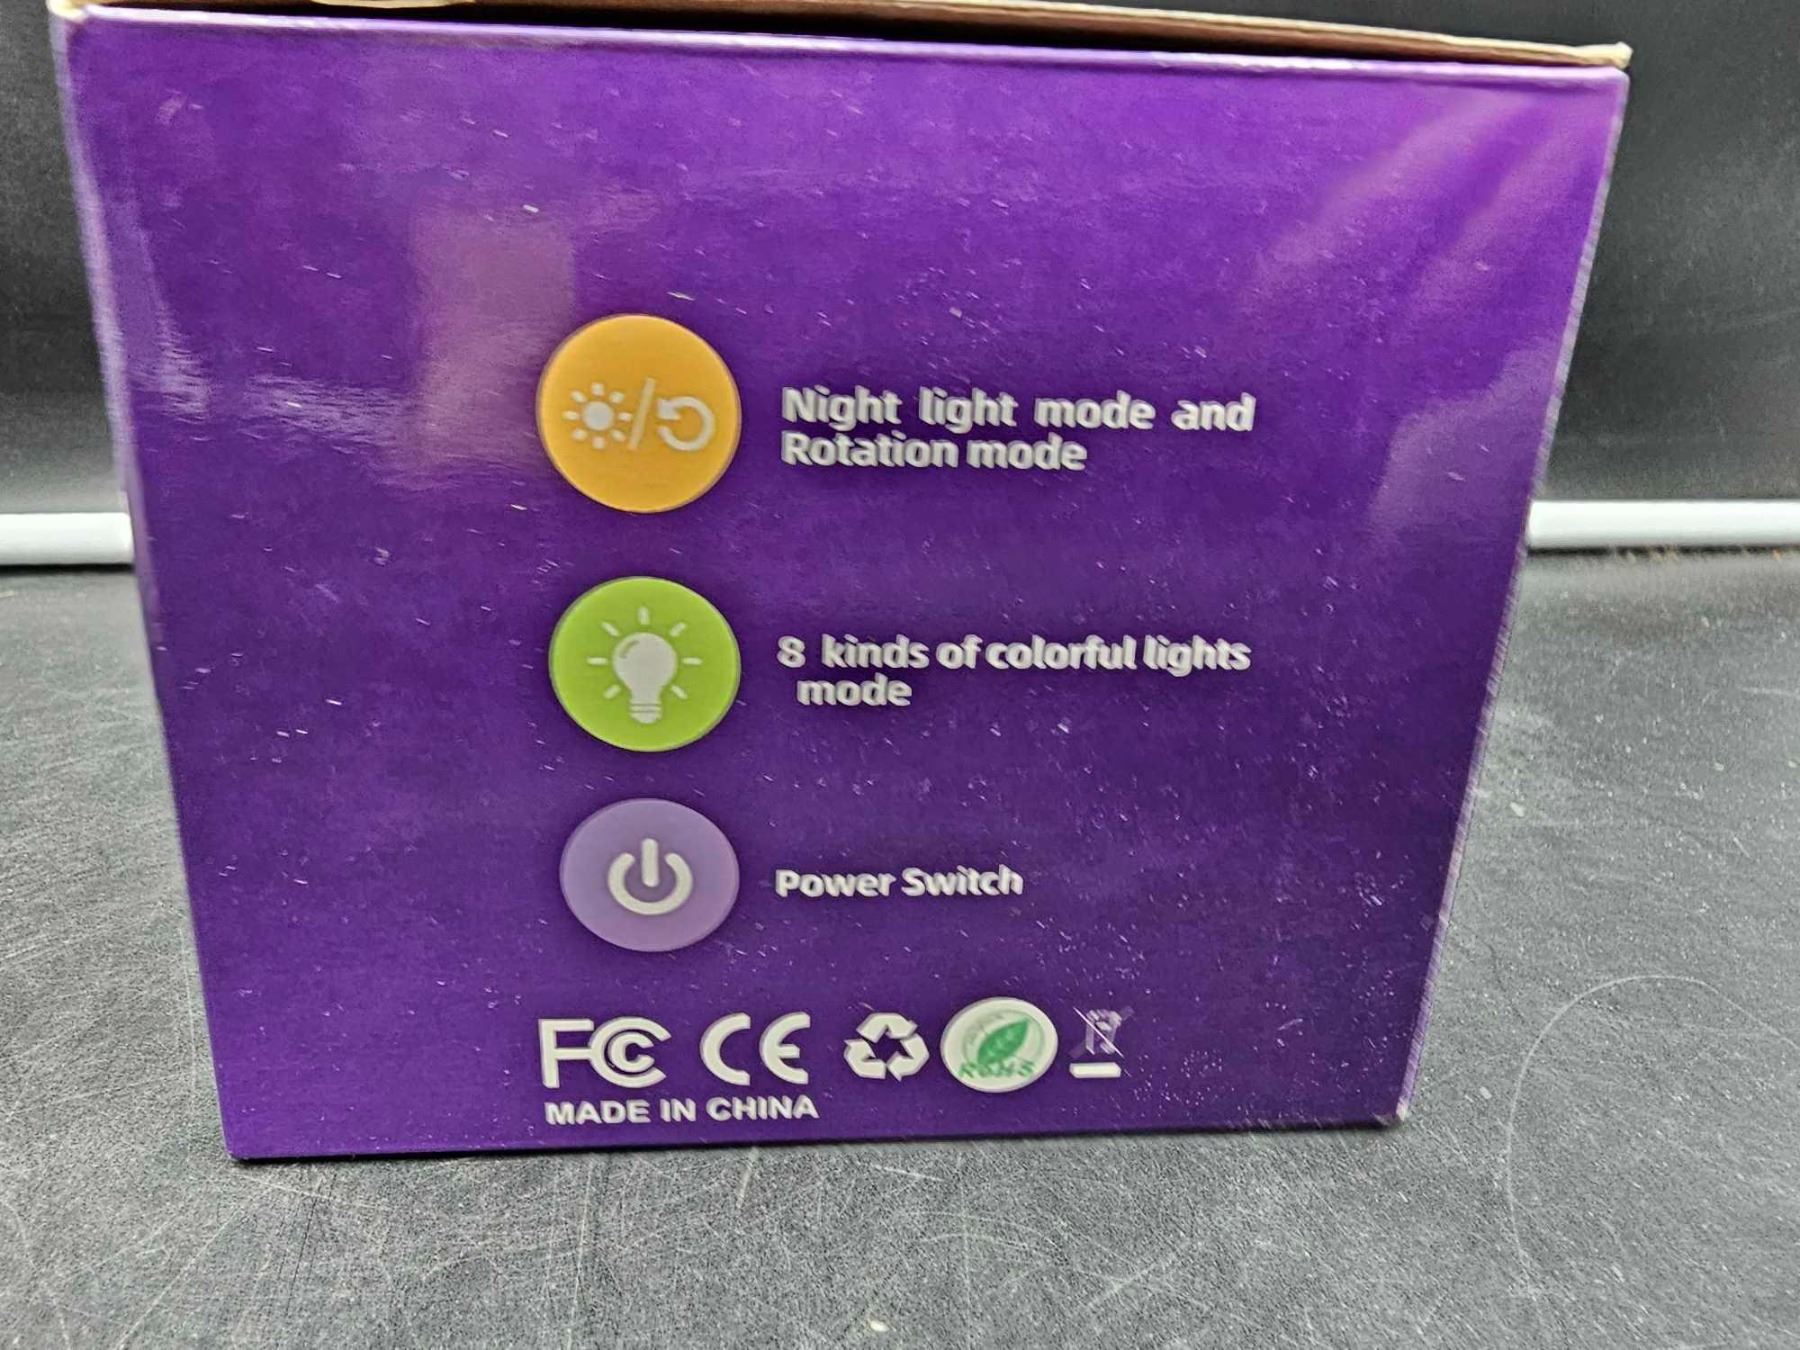 Night light mode and
Rotation mode
8 kinds of colorful lights
mode
Power Switch
FC CE RoHS
MADE IN CHINA